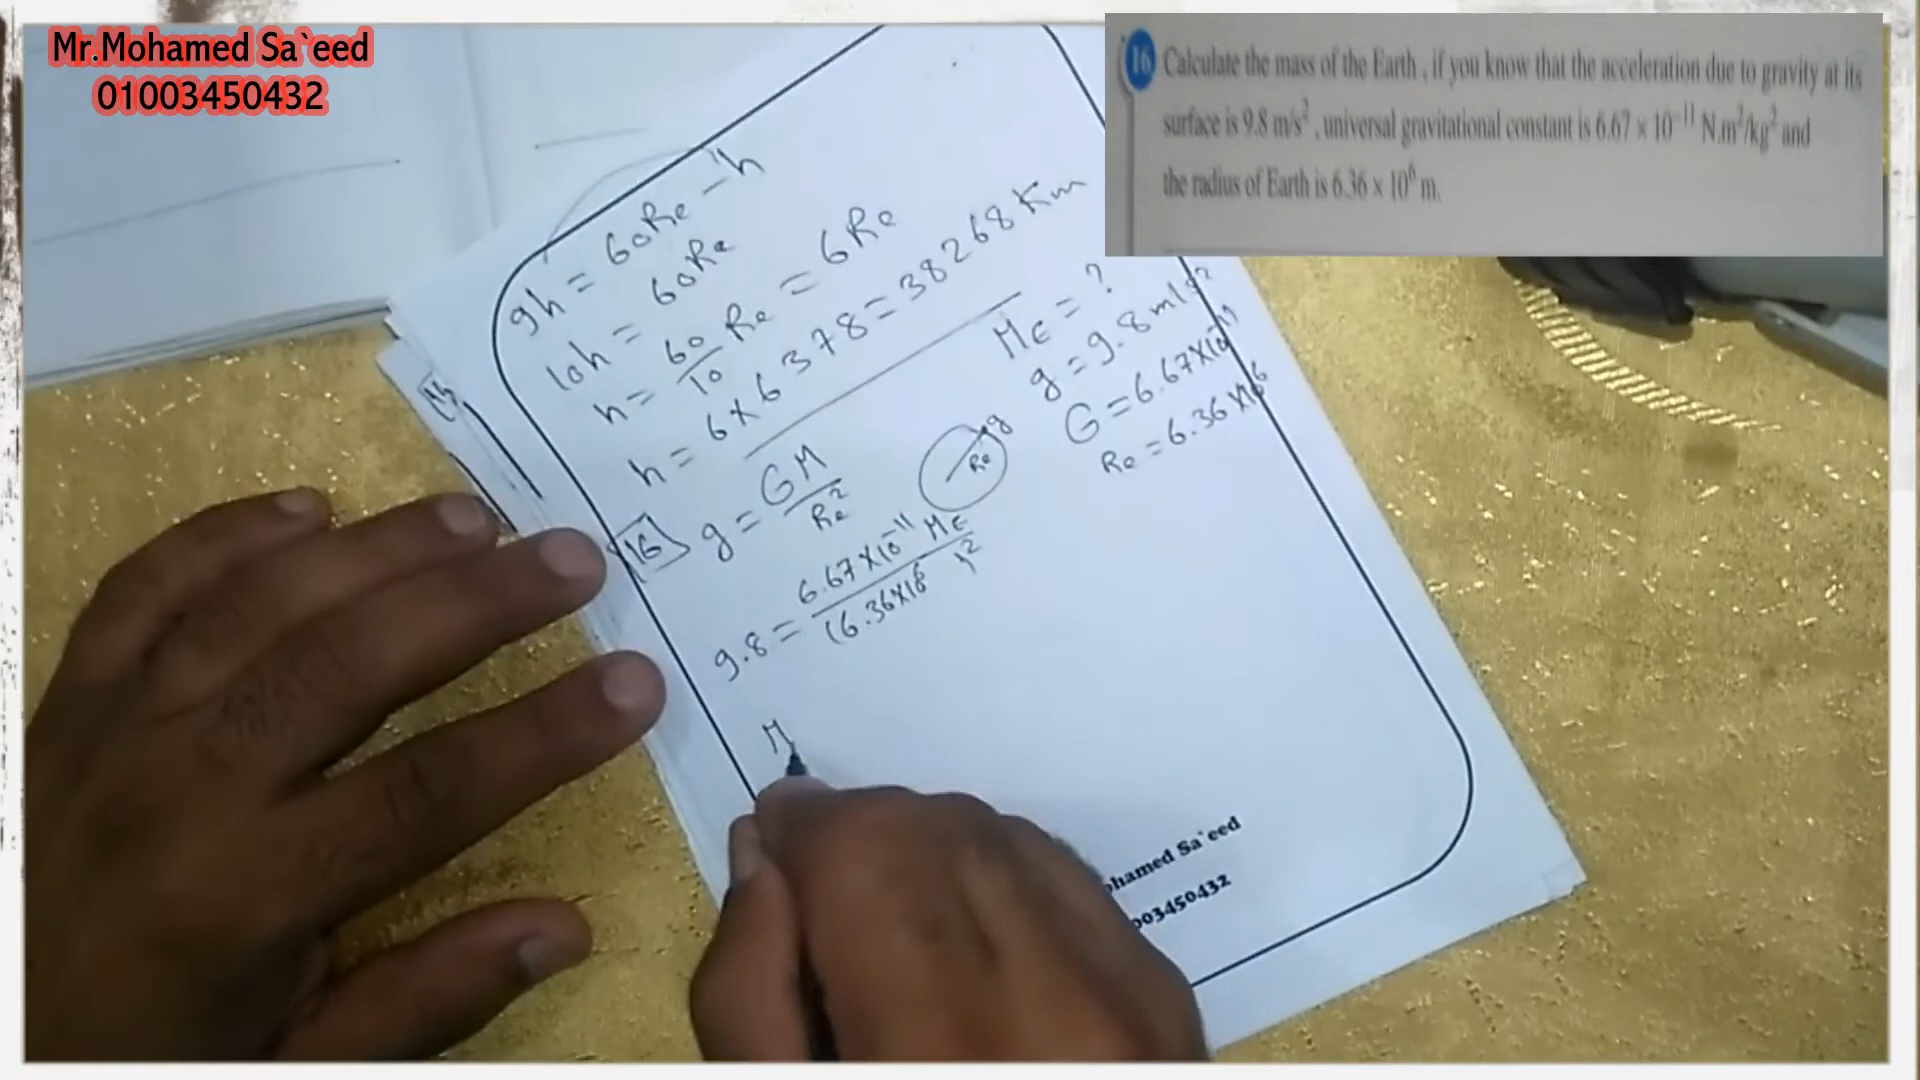 Mr.Mohamed Sa`eed
01003450432
16 Calculate the mass of the Earth , if you know that the acceleration due to gravity at its
surface is 9.8 m/s² , universal gravitational constant is 6.67 × 10⁻¹¹ N.m²/kg² and
the radius of Earth is 6.36 × 10⁶ m.
9h = 60Re - h
10h = 60Re
h = 60/10 Re = 6Re
h = 6 × 6378 = 38268 Km
ME = ?
g = 9.8 m/s²
G = 6.67×10⁻¹¹
Re = 6.36×10⁶
16 g = GM/Re²
Re g
9.8 = 6.67×10⁻¹¹ ME/(6.36×10⁶)²
M
ohamed Sa`eed
003450432